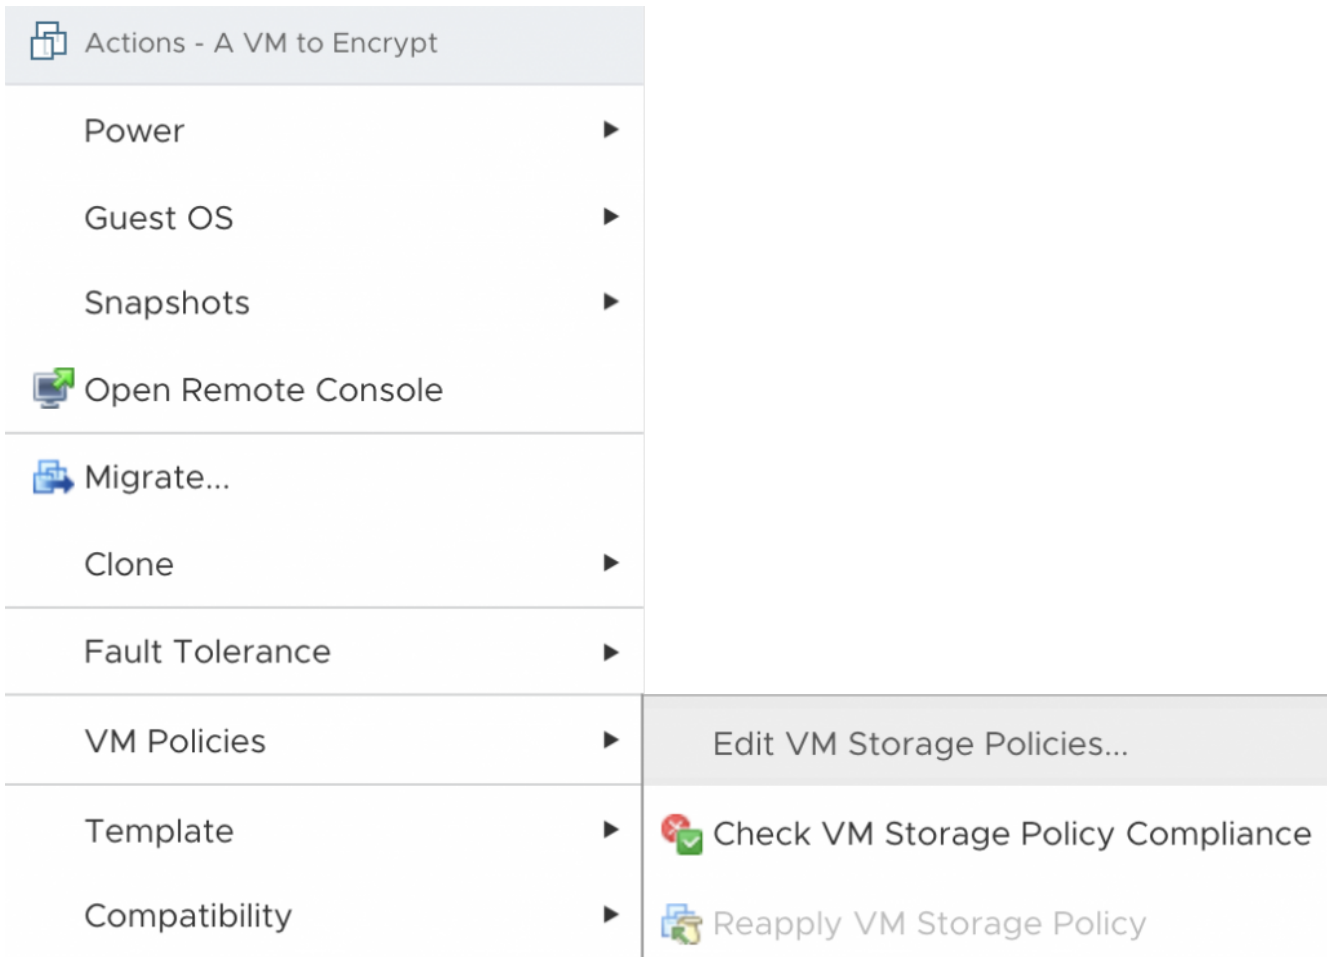 Actions - A VM to Encrypt
Power
Guest OS
Snapshots
Open Remote Console
Migrate...
Clone
Fault Tolerance
VM Policies
Edit VM Storage Policies...
Check VM Storage Policy Compliance
Reapply VM Storage Policy
Template
Compatibility